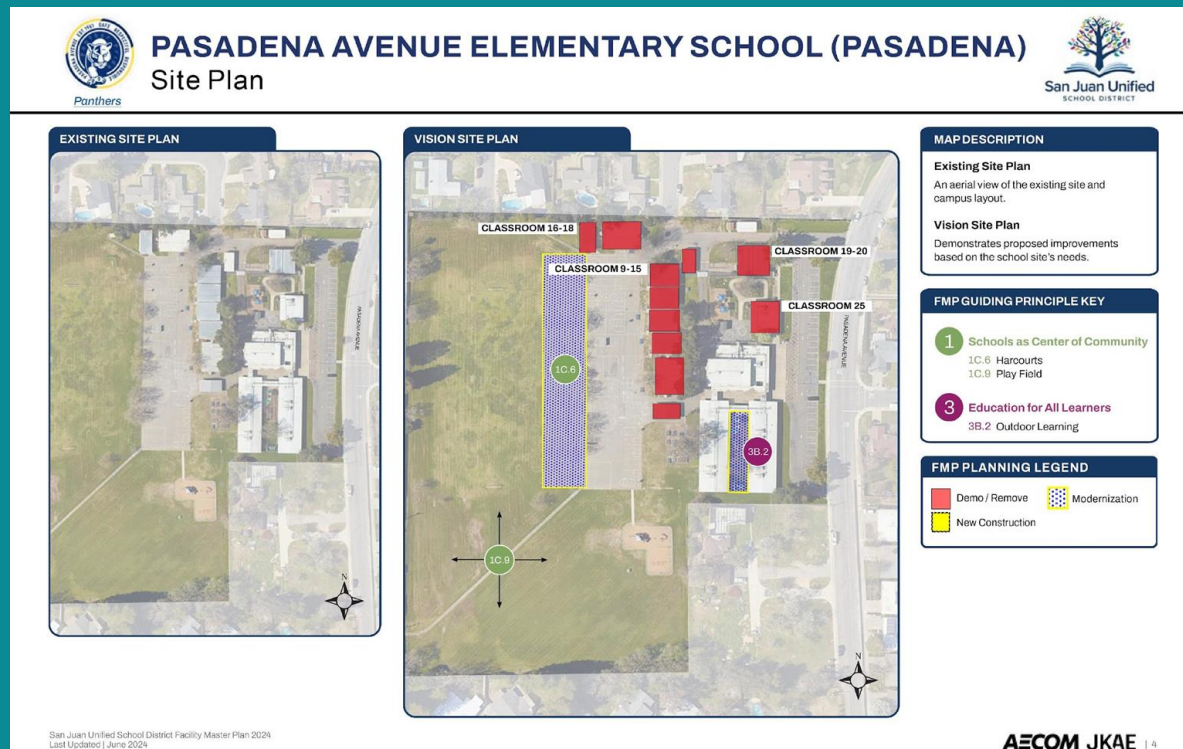 PASADENA AVENUE ELEMENTARY SCHOOL (PASADENA)
Site Plan
Panthers
San Juan Unified
SCHOOL DISTRICT
EXISTING SITE PLAN
PASADENA AVENUE
N
VISION SITE PLAN
CLASSROOM 16-18
CLASSROOM 9-15
CLASSROOM 19-20
CLASSROOM 25
PASADENA AVENUE
1C.6
3B.2
1C.9
N
MAP DESCRIPTION
Existing Site Plan
An aerial view of the existing site and
campus layout.
Vision Site Plan
Demonstrates proposed improvements
based on the school site's needs.
FMP GUIDING PRINCIPLE KEY
1 Schools as Center of Community
1C.6 Harcourts
1C.9 Play Field
3 Education for All Learners
3B.2 Outdoor Learning
FMP PLANNING LEGEND
Demo / Remove
Modernization
New Construction
San Juan Unified School District Facility Master Plan 2024
Last Updated | June 2024
AECOM JKAE | 4